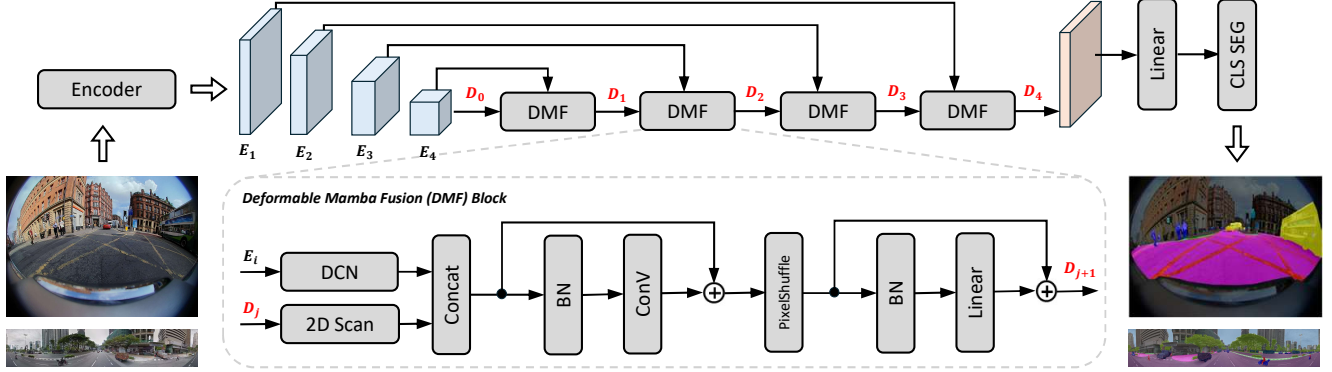 Encoder
E₁
E₂
E₃
E₄
D₀
DMF
D₁
DMF
D₂
DMF
D₃
DMF
D₄
Linear
CLS SEG
Deformable Mamba Fusion (DMF) Block
Eᵢ
DCN
Dⱼ
2D Scan
Concat
BN
ConV
+
PixelShuffle
BN
Linear
+
Dⱼ₊₁